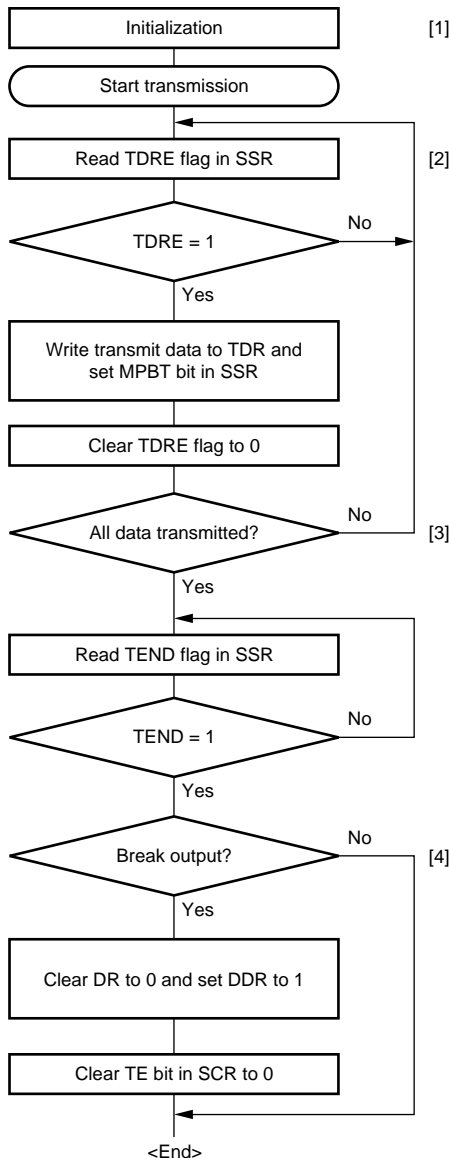 Initialization
[1]
Start transmission
Read TDRE flag in SSR
[2]
TDRE = 1
No
Yes
Write transmit data to TDR and
set MPBT bit in SSR
Clear TDRE flag to 0
All data transmitted?
No
[3]
Yes
Read TEND flag in SSR
TEND = 1
No
Yes
Break output?
No
[4]
Yes
Clear DR to 0 and set DDR to 1
Clear TE bit in SCR to 0
<End>